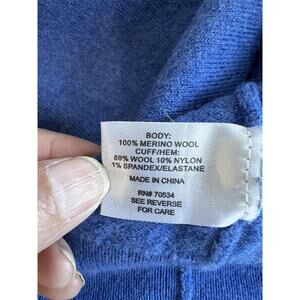 BODY:
100% MERINO WOOL
CUFF/HEM:
89% WOOL 10% NYLON
1% SPANDEX/ELASTANE
MADE IN CHINA
RN# 70534
SEE REVERSE
FOR CARE